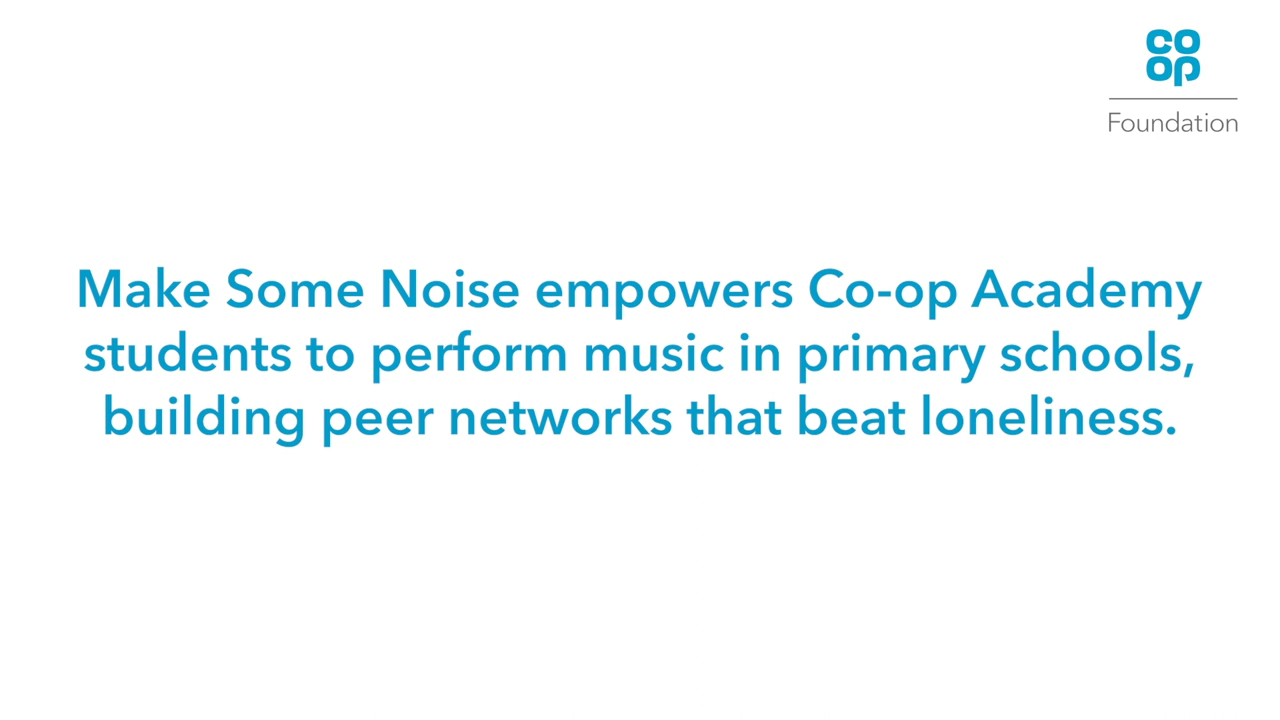 co
op
Foundation
Make Some Noise empowers Co-op Academy
students to perform music in primary schools,
building peer networks that beat loneliness.